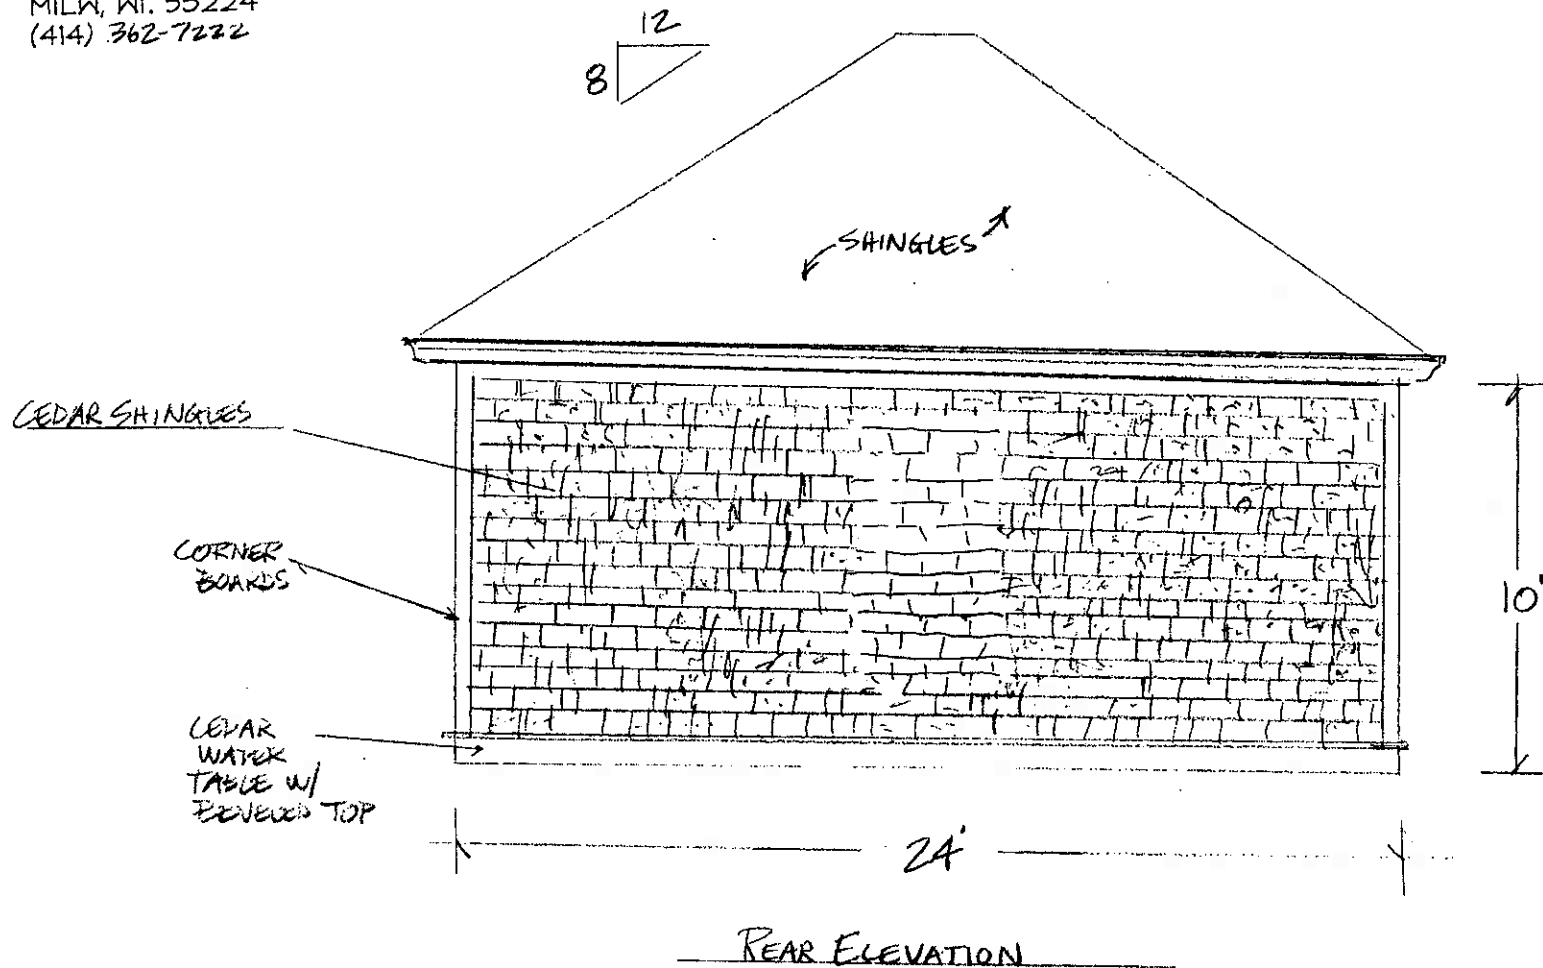 MILW, WI. 53224
(414) 362-7222
12
8
SHINGLES
CEDAR SHINGLES
CORNER
BOARDS
10'
CEDAR
WATER
TABLE W/
BEVELED TOP
24'
REAR ELEVATION